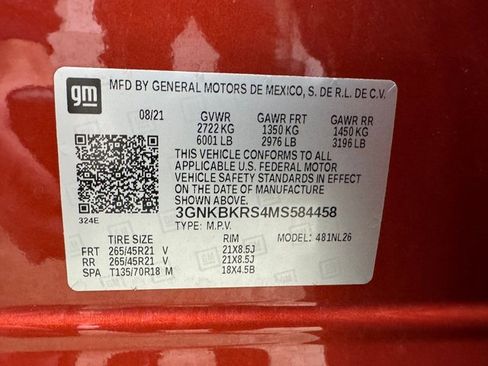 gm
MFD BY GENERAL MOTORS DE MEXICO, S. DE R.L. DE C.V.
08/21 GVWR GAWR FRT GAWR RR
2722 KG 1350 KG 1450 KG
6001 LB 2976 LB 3196 LB
THIS VEHICLE CONFORMS TO ALL
APPLICABLE U.S. FEDERAL MOTOR
VEHICLE SAFETY STANDARDS IN EFFECT
ON THE DATE OF MANUFACTURE
SHOWN ABOVE.
324E
3GNKBKRS4MS584458
TYPE: M.P.V.
TIRE SIZE RIM MODEL: 481NL26
FRT 265/45R21 V 21X8.5J
RR 265/45R21 V 21X8.5J
SPA T135/70R18 M 18X4.5B